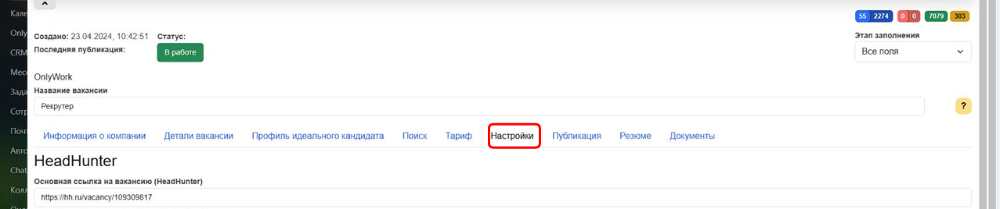 55 2274 0 0 7079 303
Создано: 23.04.2024, 10:42:51 Статус: Этап заполнения
Последняя публикация: В работе Все поля
OnlyWork
Название вакансии
Рекрутер ?
Информация о компании Детали вакансии Профиль идеального кандидата Поиск Тариф Настройки Публикация Резюме Документы
HeadHunter
Основная ссылка на вакансию (HeadHunter)
https://hh.ru/vacancy/109309817
Кале
Only
CRM
Месс
Зада
Сотр
Почт
Авто
Chat
Колл